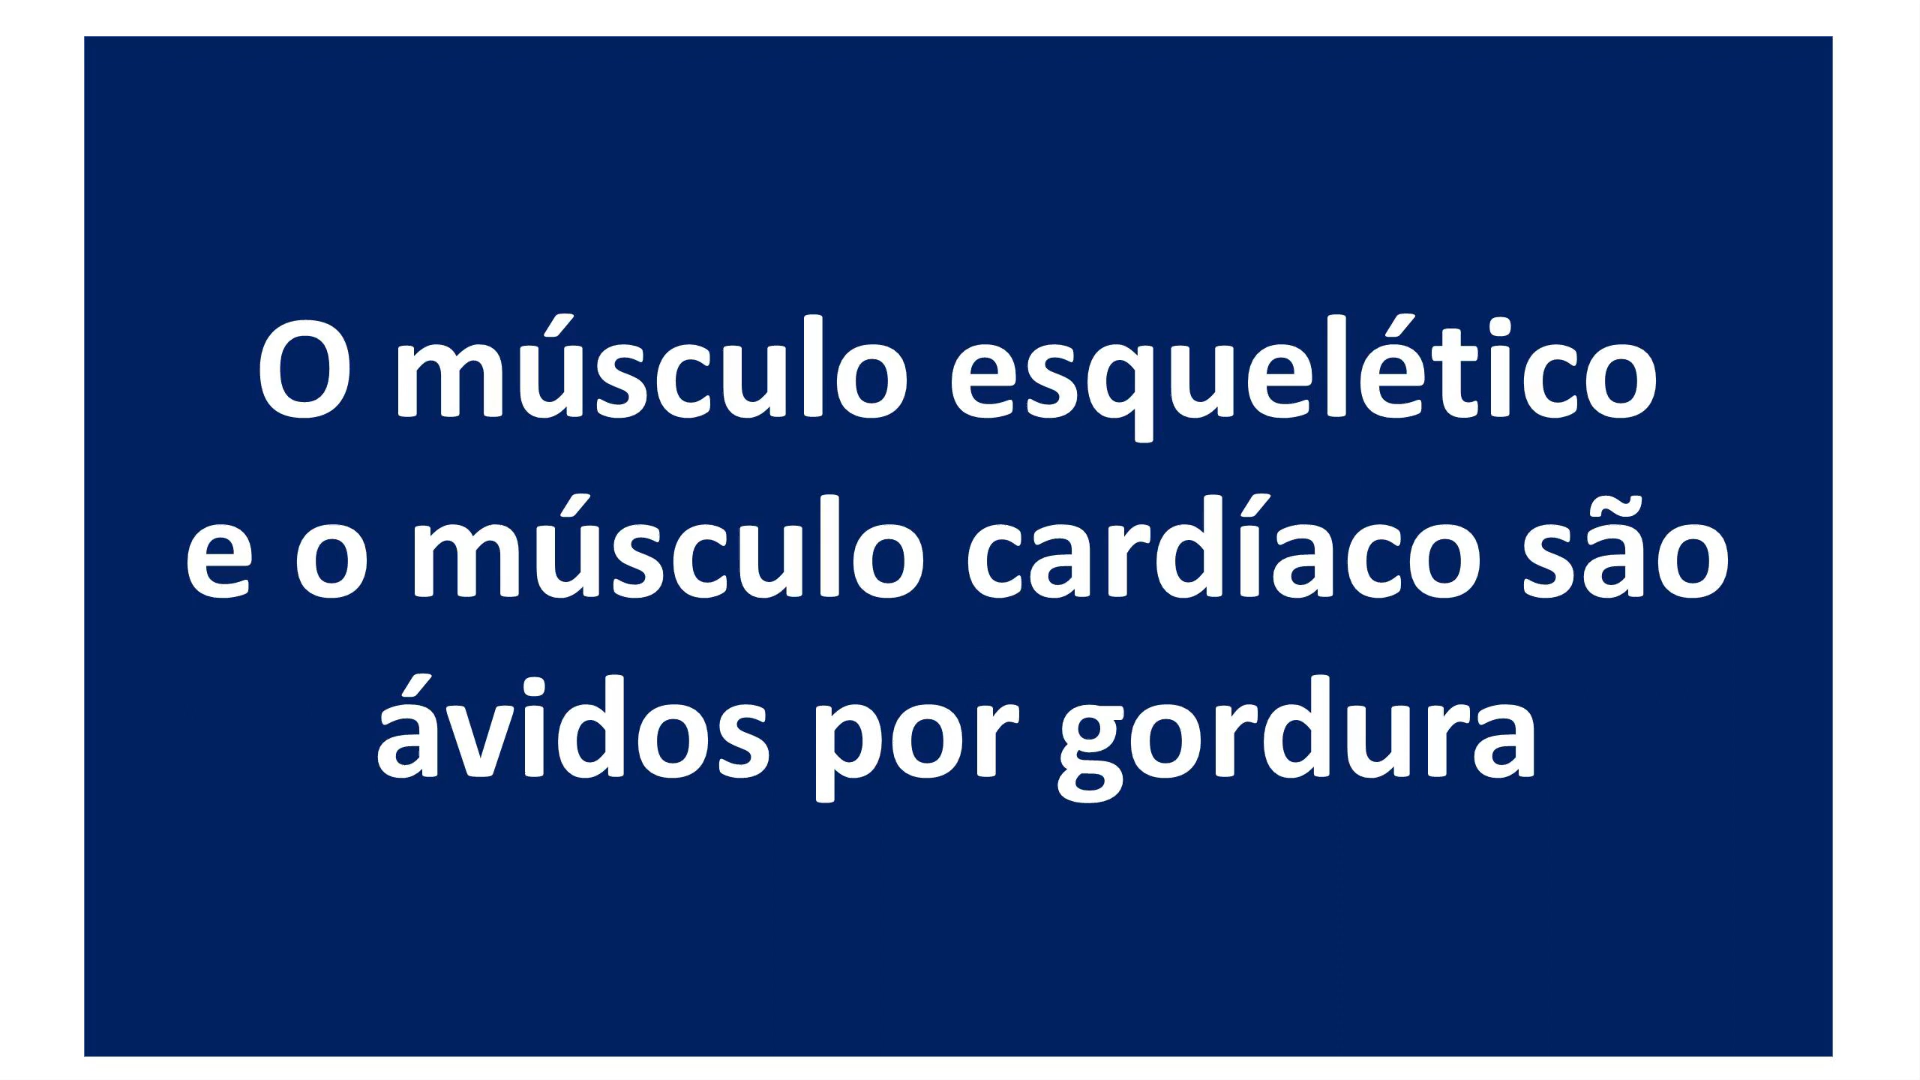 O músculo esquelético
e o músculo cardíaco são
ávidos por gordura